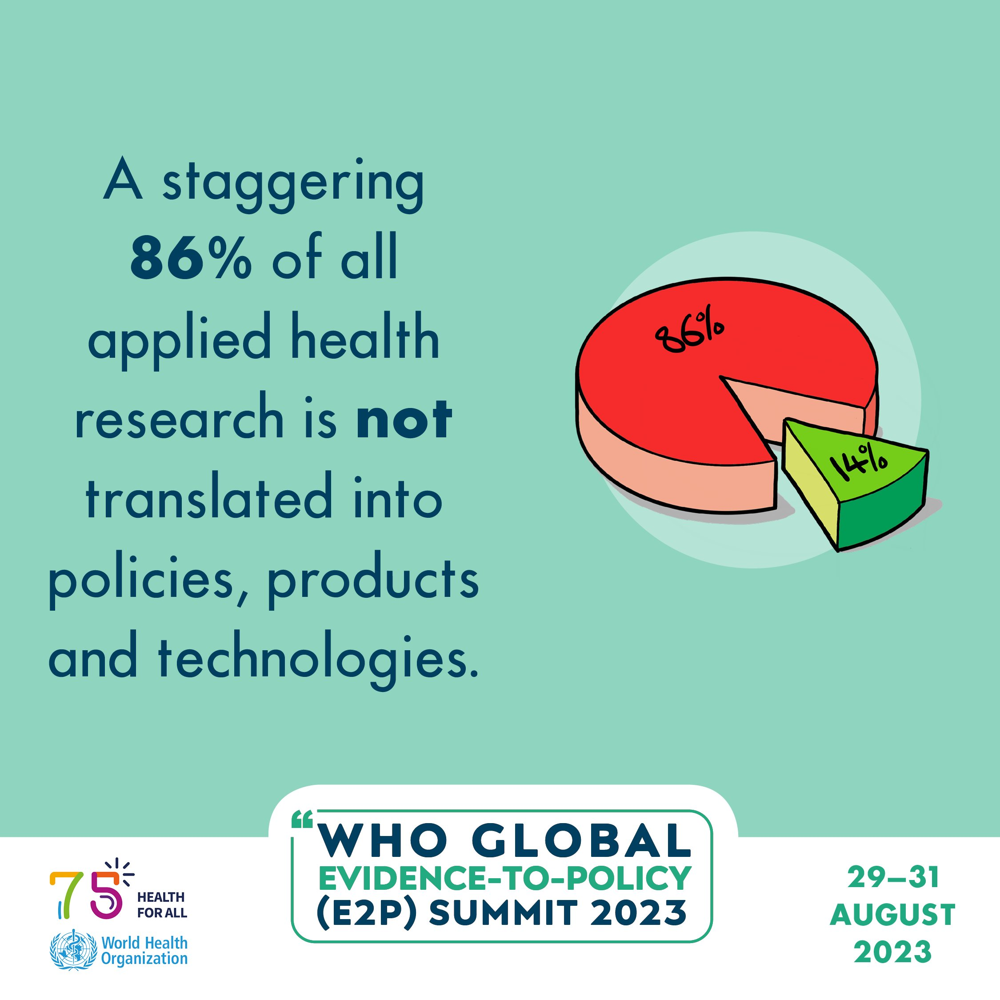 A staggering
86% of all
applied health
research is not
translated into
policies, products
and technologies.
86%
14%
75
HEALTH
FOR ALL
World Health
Organization
“WHO GLOBAL
EVIDENCE-TO-POLICY
(E2P) SUMMIT 2023
29–31
AUGUST
2023